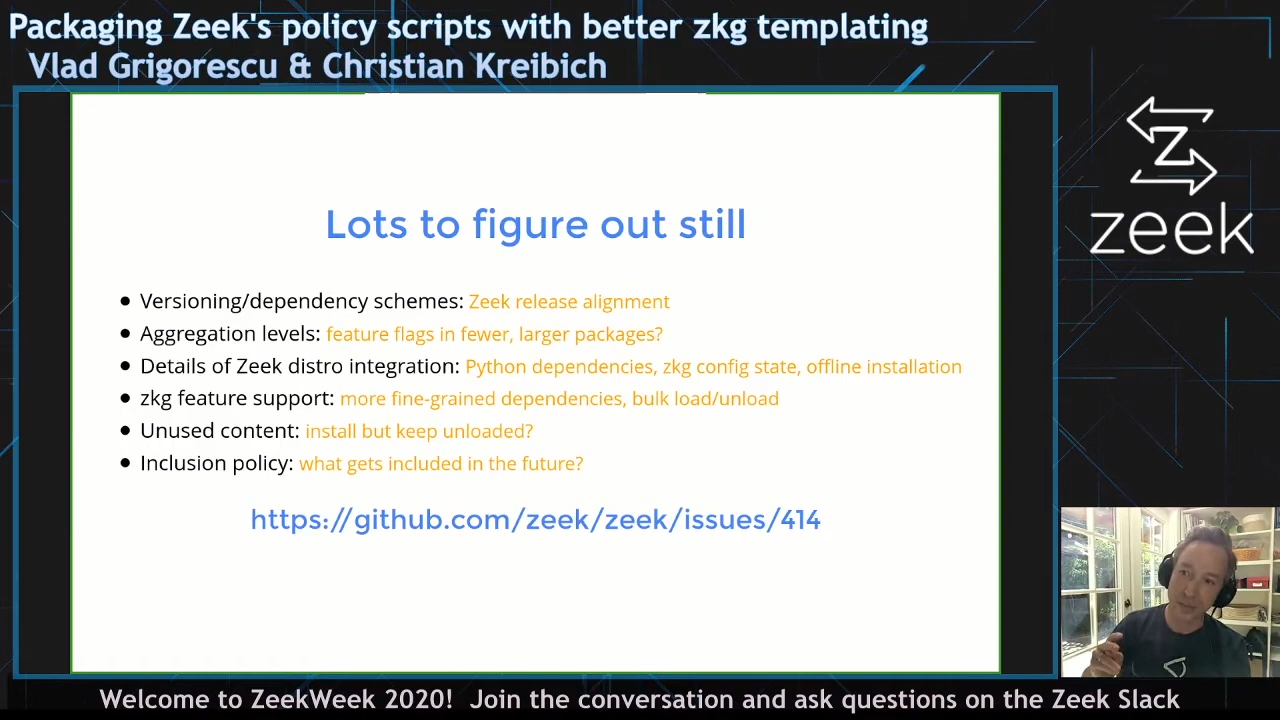 Packaging Zeek's policy scripts with better zkg templating
Vlad Grigorescu & Christian Kreibich
zeek
Lots to figure out still
• Versioning/dependency schemes: Zeek release alignment
• Aggregation levels: feature flags in fewer, larger packages?
• Details of Zeek distro integration: Python dependencies, zkg config state, offline installation
• zkg feature support: more fine-grained dependencies, bulk load/unload
• Unused content: install but keep unloaded?
• Inclusion policy: what gets included in the future?
https://github.com/zeek/zeek/issues/414
Welcome to ZeekWeek 2020! Join the conversation and ask questions on the Zeek Slack